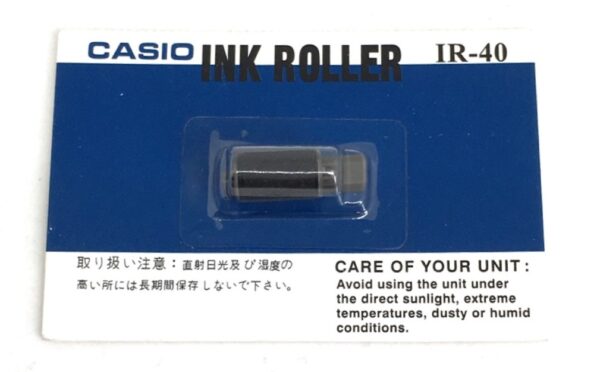 CASIO INK ROLLER IR-40
取り扱い注意：直射日光及び湿度の
高い所には長期間保存しないで下さい。
CARE OF YOUR UNIT:
Avoid using the unit under
the direct sunlight, extreme
temperatures, dusty or humid
conditions.